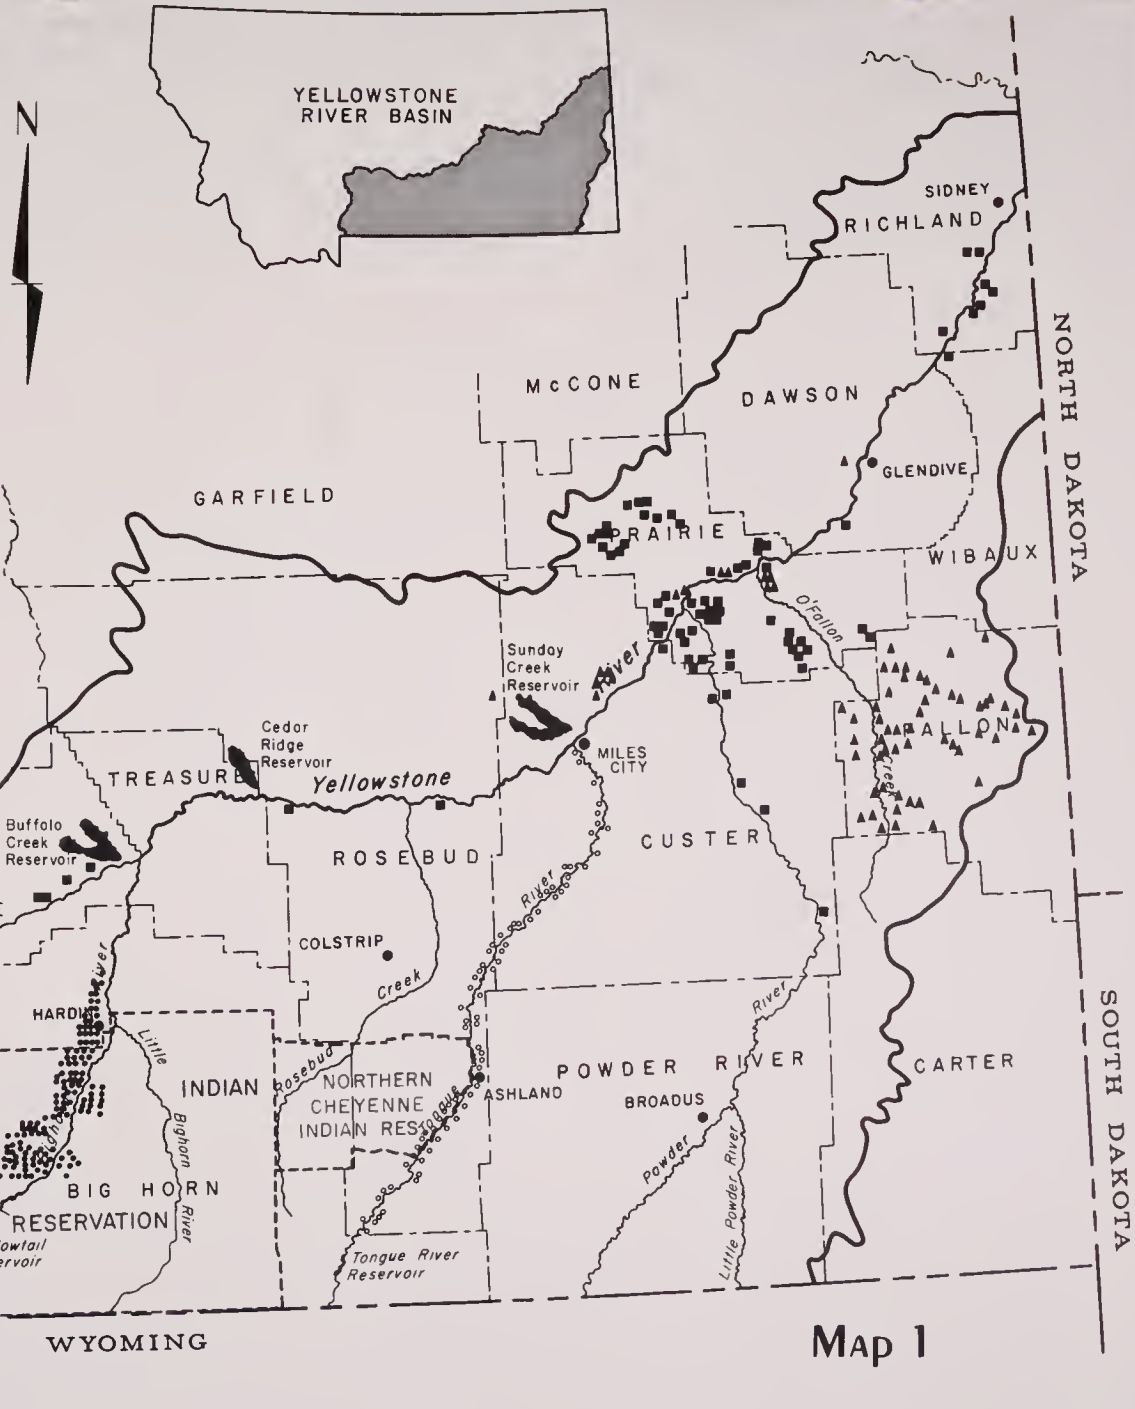 YELLOWSTONE
RIVER BASIN
N
SIDNEY
RICHLAND
NORTH DAKOTA
McCONE
DAWSON
GLENDIVE
GARFIELD
PRAIRIE
WIBAUX
O'Fallon
Creek
Sunday
Creek
Reservoir
River
Cedar
Ridge
Reservoir
MILES
CITY
FALLON
TREASURE
Yellowstone
Buffalo
Creek
Reservoir
ROSEBUD
CUSTER
River
COLSTRIP
Creek
River
HARDIN
Little
Bighorn
River
INDIAN
Rosebud
NORTHERN
CHEYENNE
INDIAN RES
Tongue
ASHLAND
River
POWDER RIVER
CARTER
BROADUS
Powder
Little Powder River
SOUTH DAKOTA
BIG HORN
RESERVATION
owtail
ervoir
Tongue River
Reservoir
WYOMING
MAP 1